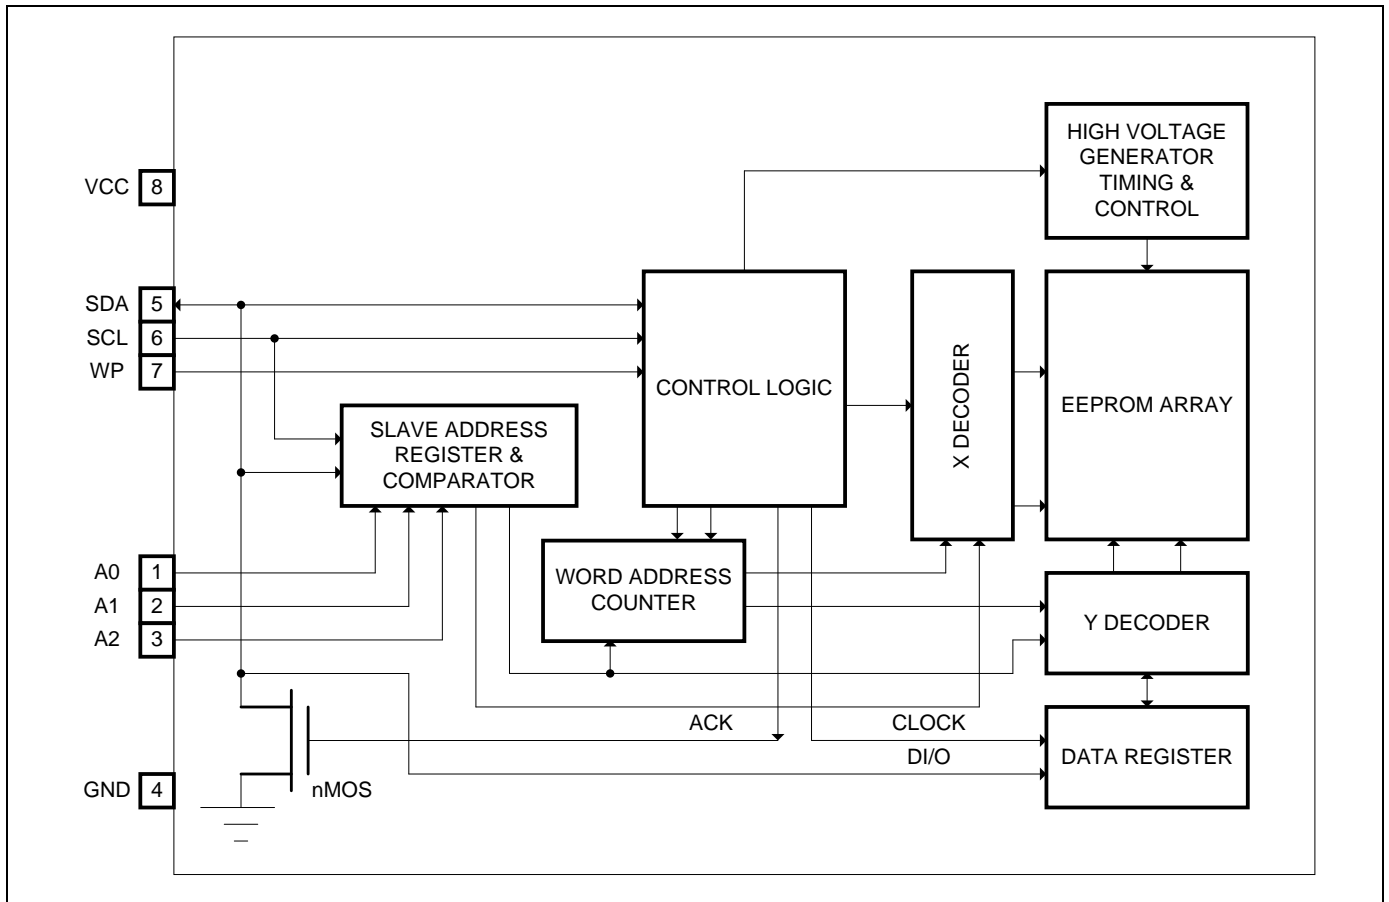 HIGH VOLTAGE
GENERATOR
TIMING &
CONTROL
VCC 8
SDA 5
SCL 6
WP 7
CONTROL LOGIC
X DECODER
EEPROM ARRAY
SLAVE ADDRESS
REGISTER &
COMPARATOR
A0 1
A1 2
A2 3
WORD ADDRESS
COUNTER
Y DECODER
ACK
CLOCK
DI/O
DATA REGISTER
GND 4
nMOS